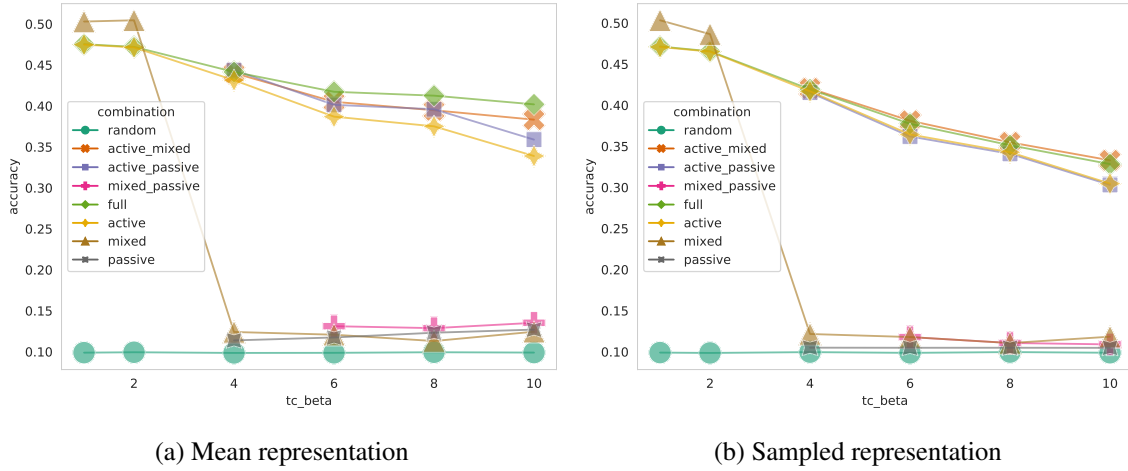 0.50
0.45
0.40
0.35
0.30
0.25
0.20
0.15
0.10
accuracy
combination
random
active_mixed
active_passive
mixed_passive
full
active
mixed
passive
2 4 6 8 10
tc_beta
(a) Mean representation
0.50
0.45
0.40
0.35
0.30
0.25
0.20
0.15
0.10
accuracy
combination
random
active_mixed
active_passive
mixed_passive
full
active
mixed
passive
2 4 6 8 10
tc_beta
(b) Sampled representation